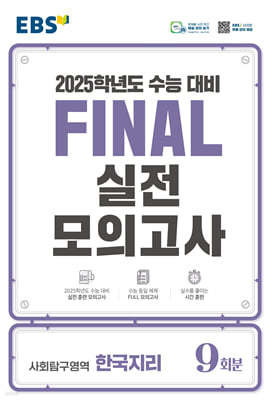 EBS
2025학년도 수능 대비
FINAL
실전
모의고사
2025학년도 수능 대비
실전 훈련 모의고사
수능 동일 체제
FULL 모의고사
실수를 줄이는
시간 훈련
사회탐구영역 한국지리 9회분